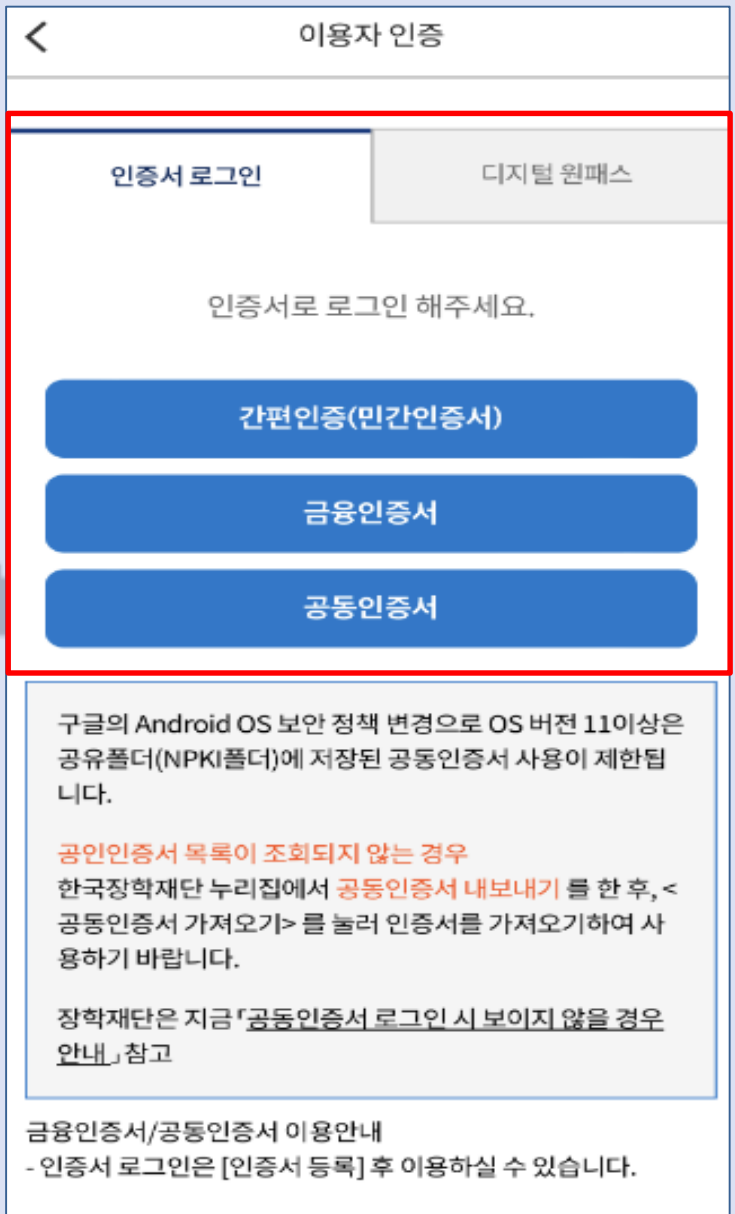 이용자 인증
인증서 로그인
디지털 원패스
인증서로 로그인 해주세요.
간편인증(민간인증서)
금융인증서
공동인증서
구글의 Android OS 보안 정책 변경으로 OS 버전 11이상은
공유폴더(NPKI폴더)에 저장된 공동인증서 사용이 제한됩
니다.
공인인증서 목록이 조회되지 않는 경우
한국장학재단 누리집에서 공동인증서 내보내기 를 한 후, <
공동인증서 가져오기> 를 눌러 인증서를 가져오기하여 사
용하기 바랍니다.
장학재단은 지금 ｢공동인증서 로그인 시 보이지 않을 경우
안내｣ 참고
금융인증서/공동인증서 이용안내
- 인증서 로그인은 [인증서 등록] 후 이용하실 수 있습니다.